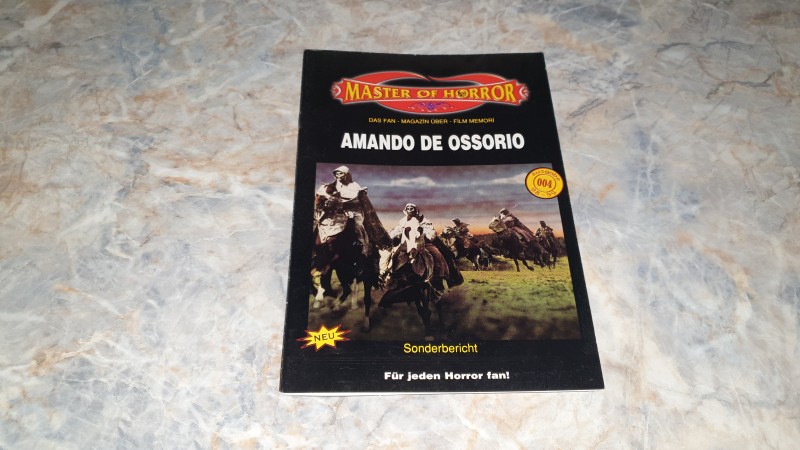 MASTER OF HORROR
DAS FAN - MAGAZIN ÜBER - FILM MEMORI
AMANDO DE OSSORIO
004
NEU
Sonderbericht
Für jeden Horror fan!